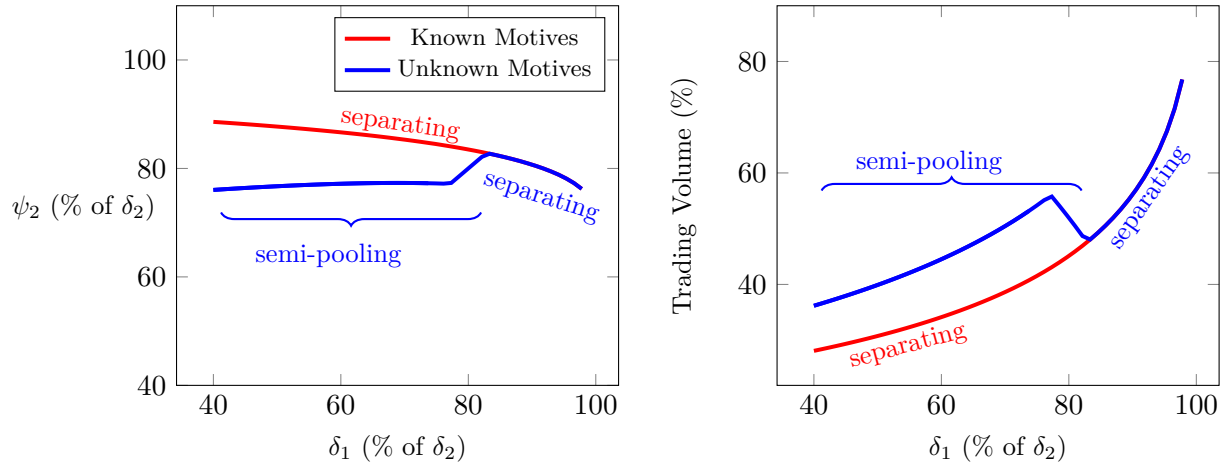 Known Motives
Unknown Motives
separating
separating
semi-pooling
100
80
60
40
ψ₂ (% of δ₂)
40
60
80
100
δ₁ (% of δ₂)
semi-pooling
separating
separating
80
60
40
Trading Volume (%)
40
60
80
100
δ₁ (% of δ₂)